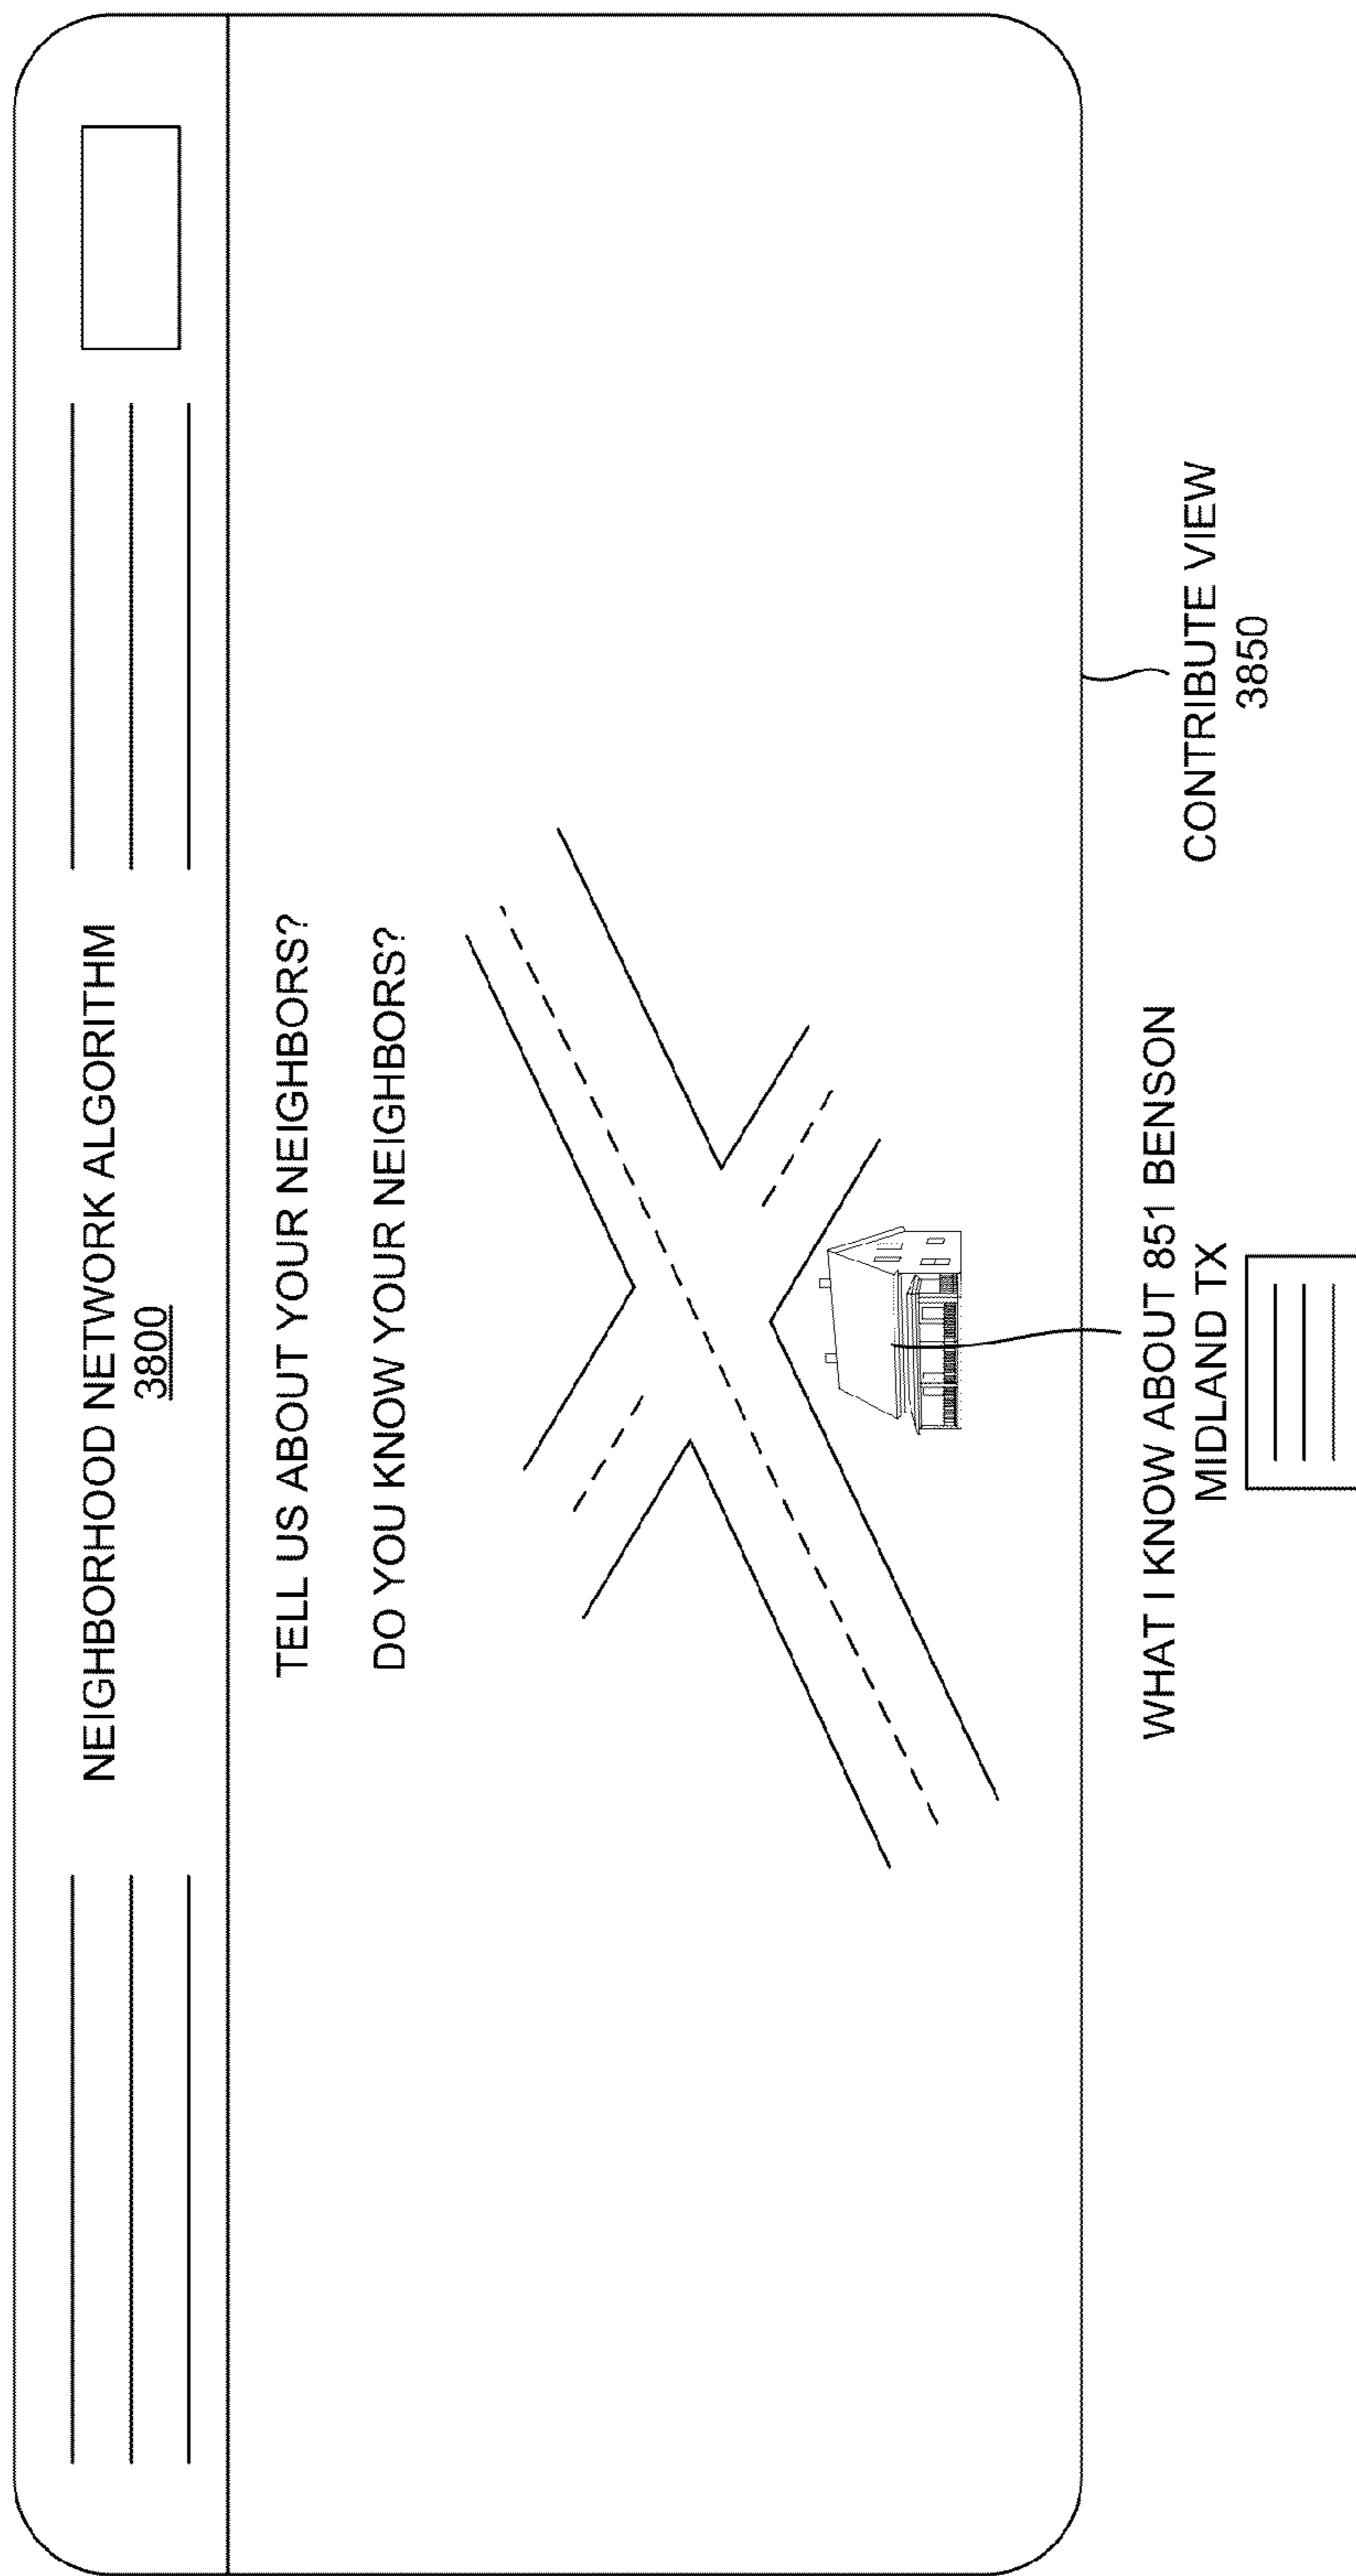 NEIGHBORHOOD NETWORK ALGORITHM
3800
TELL US ABOUT YOUR NEIGHBORS?
DO YOU KNOW YOUR NEIGHBORS?
WHAT I KNOW ABOUT 851 BENSON
MIDLAND TX
CONTRIBUTE VIEW
3850